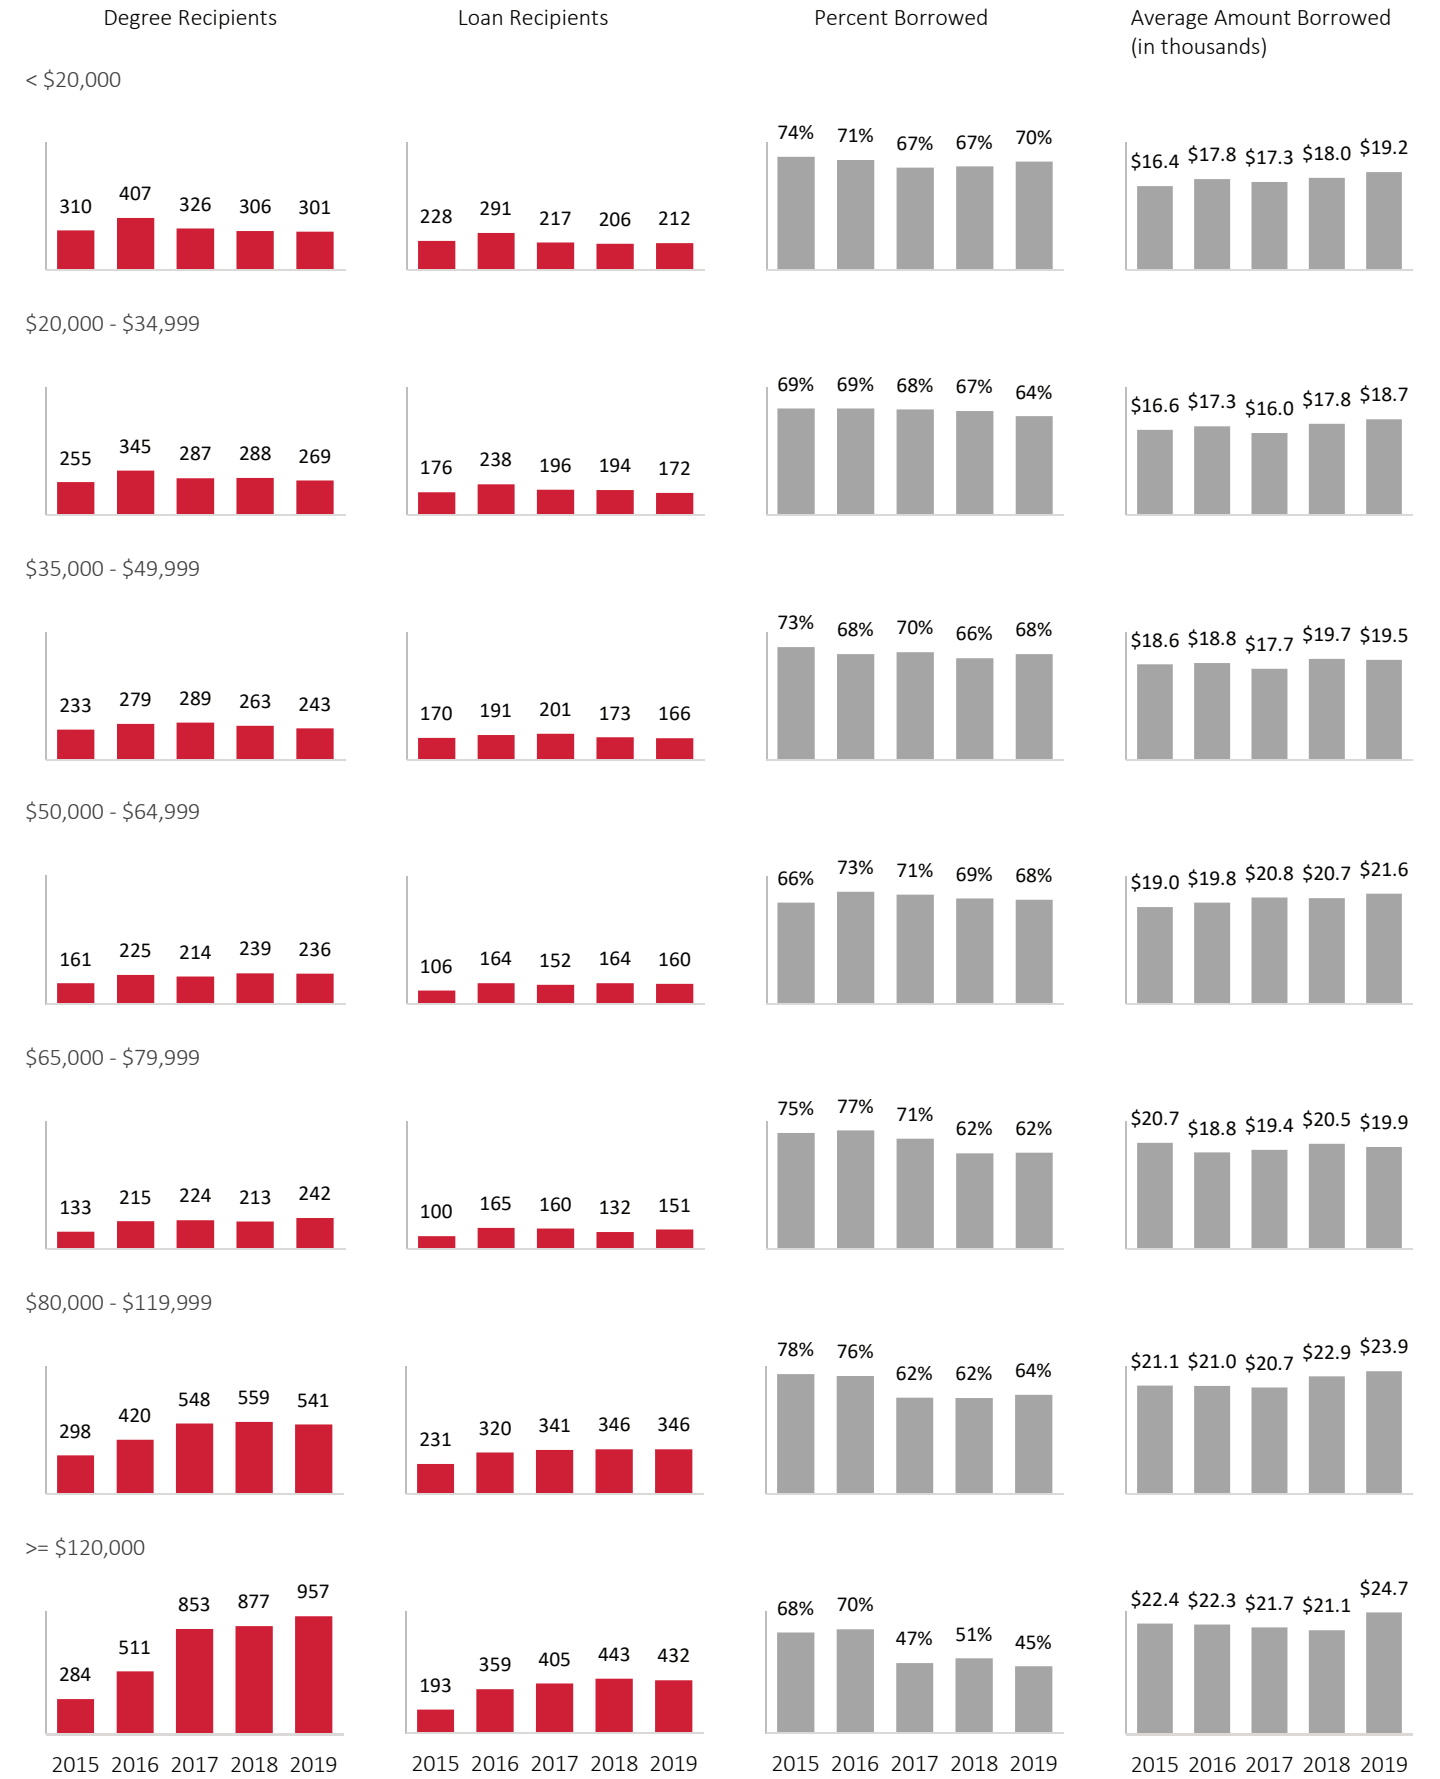 Degree Recipients Loan Recipients Percent Borrowed Average Amount Borrowed
(in thousands)
< $20,000
310 407 326 306 301 228 291 217 206 212 74% 71% 67% 67% 70% $16.4 $17.8 $17.3 $18.0 $19.2
$20,000 - $34,999
255 345 287 288 269 176 238 196 194 172 69% 69% 68% 67% 64% $16.6 $17.3 $16.0 $17.8 $18.7
$35,000 - $49,999
233 279 289 263 243 170 191 201 173 166 73% 68% 70% 66% 68% $18.6 $18.8 $17.7 $19.7 $19.5
$50,000 - $64,999
161 225 214 239 236 106 164 152 164 160 66% 73% 71% 69% 68% $19.0 $19.8 $20.8 $20.7 $21.6
$65,000 - $79,999
133 215 224 213 242 100 165 160 132 151 75% 77% 71% 62% 62% $20.7 $18.8 $19.4 $20.5 $19.9
$80,000 - $119,999
298 420 548 559 541 231 320 341 346 346 78% 76% 62% 62% 64% $21.1 $21.0 $20.7 $22.9 $23.9
>= $120,000
284 511 853 877 957 193 359 405 443 432 68% 70% 47% 51% 45% $22.4 $22.3 $21.7 $21.1 $24.7
2015 2016 2017 2018 2019 2015 2016 2017 2018 2019 2015 2016 2017 2018 2019 2015 2016 2017 2018 2019